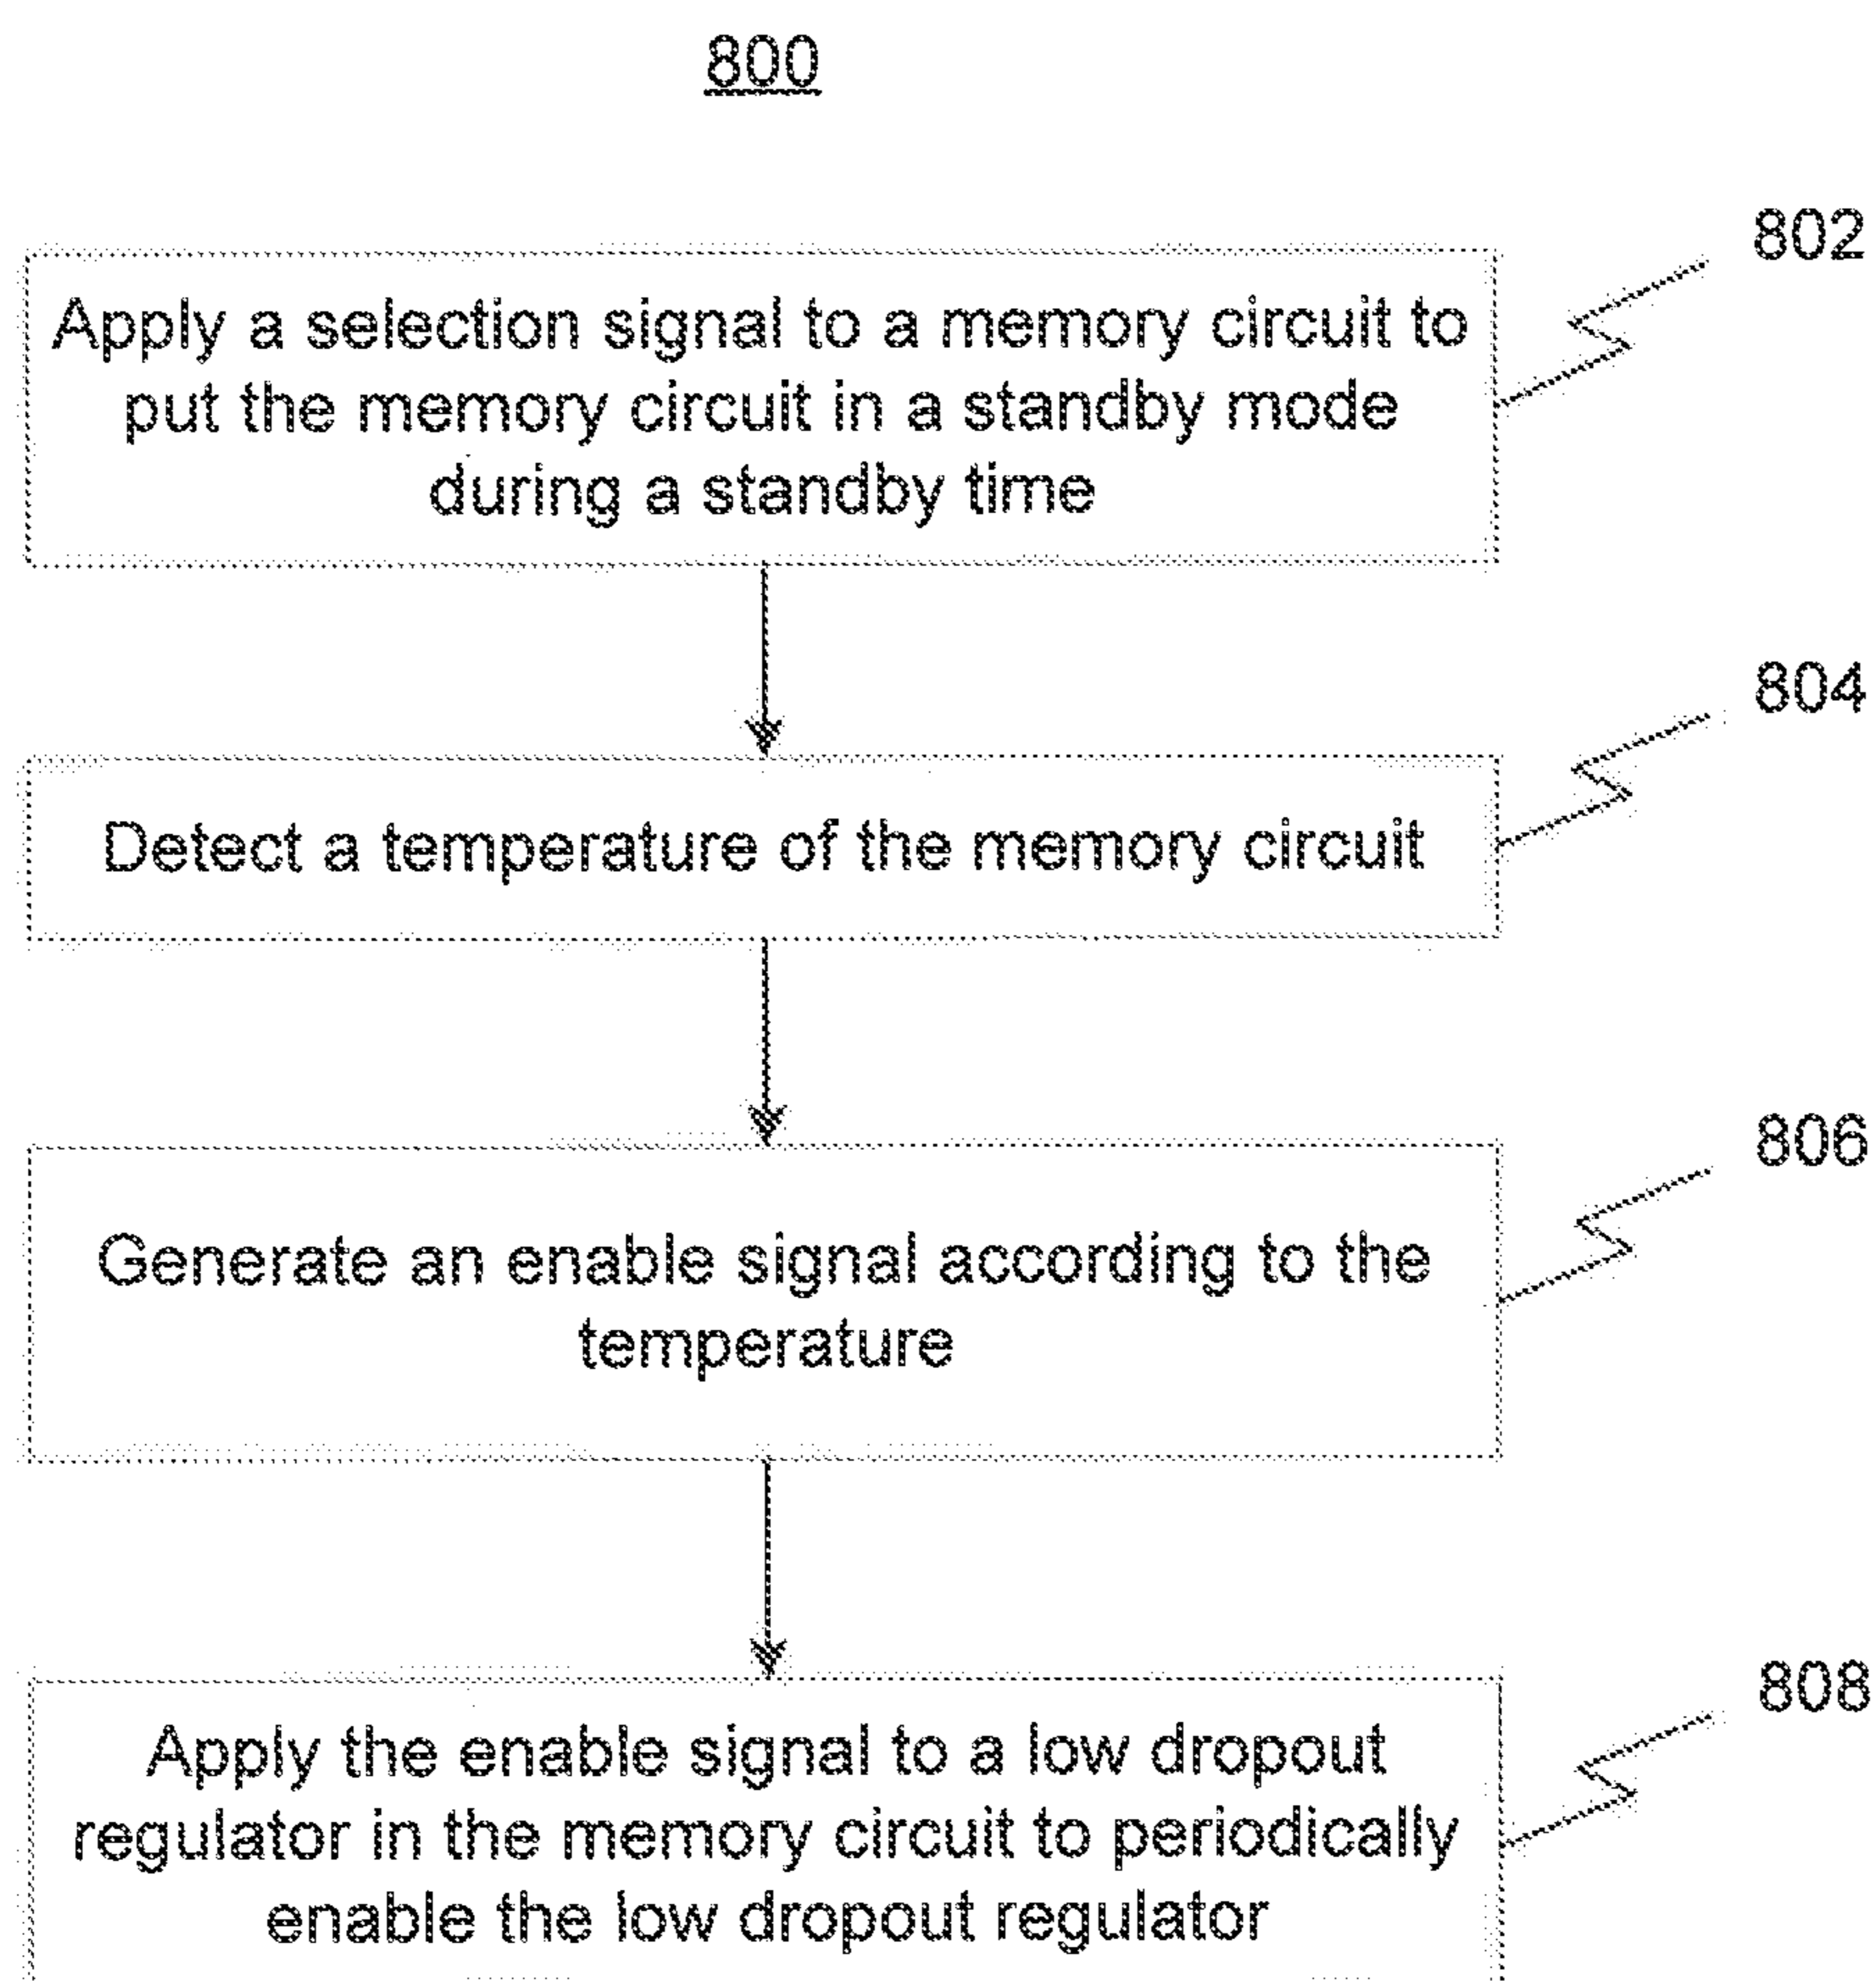 800
802
Apply a selection signal to a memory circuit to
put the memory circuit in a standby mode
during a standby time
804
Detect a temperature of the memory circuit
806
Generate an enable signal according to the
temperature
808
Apply the enable signal to a low dropout
regulator in the memory circuit to periodically
enable the low dropout regulator